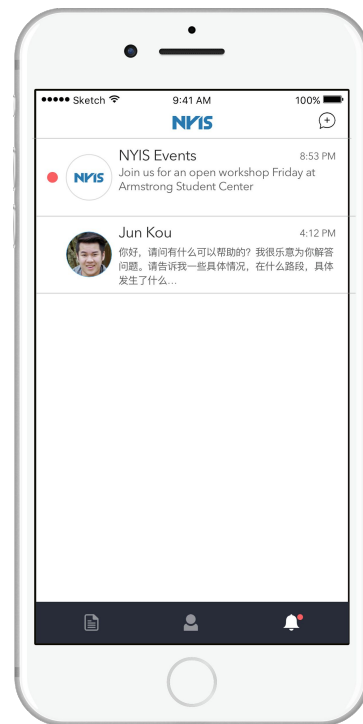 Sketch
9:41 AM
100%
NYIS
NYIS Events
8:53 PM
NYIS
Join us for an open workshop Friday at
Armstrong Student Center
Jun Kou
4:12 PM
你好，请问有什么可以帮助的？我很乐意为你解答
问题。请告诉我一些具体情况，在什么路段，具体
发生了什么...